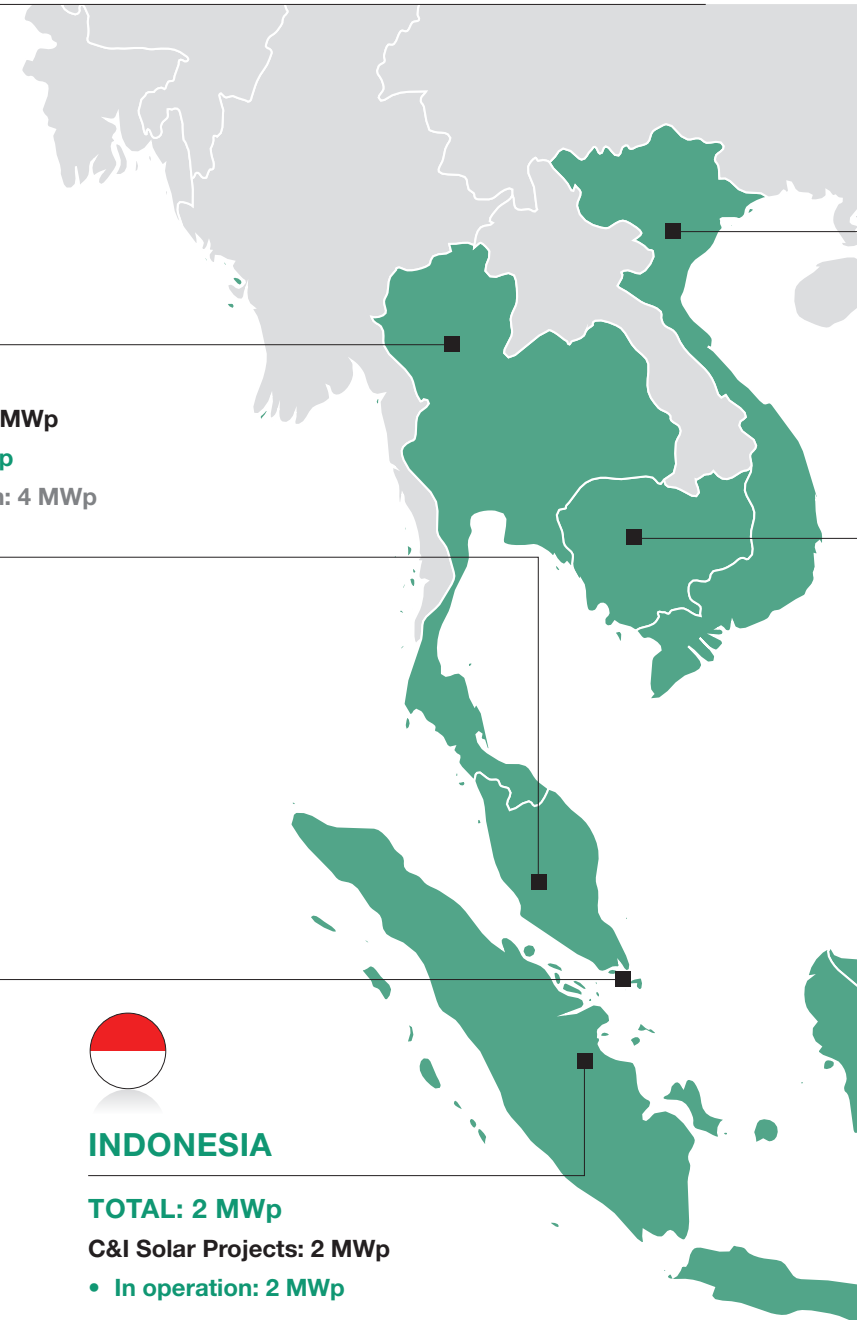 MWp
p
n: 4 MWp
INDONESIA
TOTAL: 2 MWp
C&I Solar Projects: 2 MWp
• In operation: 2 MWp